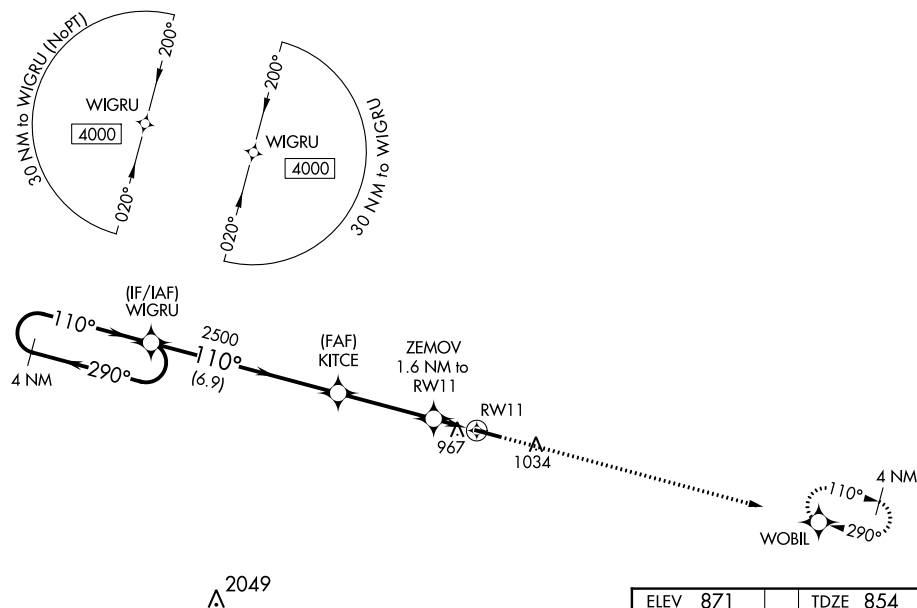 30 NM to WIGRU (NoPT)
200°
WIGRU
4000
020°
200°
WIGRU
4000
020°
30 NM to WIGRU
(IF/IAF)
WIGRU
110°
290°
4 NM
2500
110°
(6.9)
(FAF)
KITCE
ZEMOV
1.6 NM to
RW11
RW11
967
1034
4 NM
110°
290°
WOBIL
2049
ELEV 871
TDZE 854